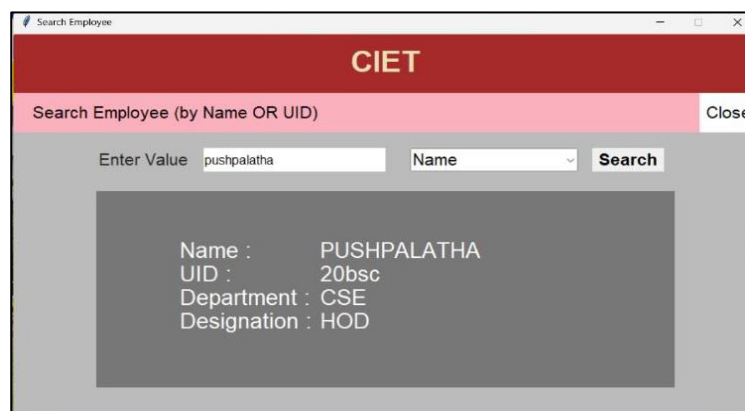 Search Employee
CIET
Search Employee (by Name OR UID) Close
Enter Value pushpalatha Name Search
Name : PUSHPALATHA
UID : 20bsc
Department : CSE
Designation : HOD